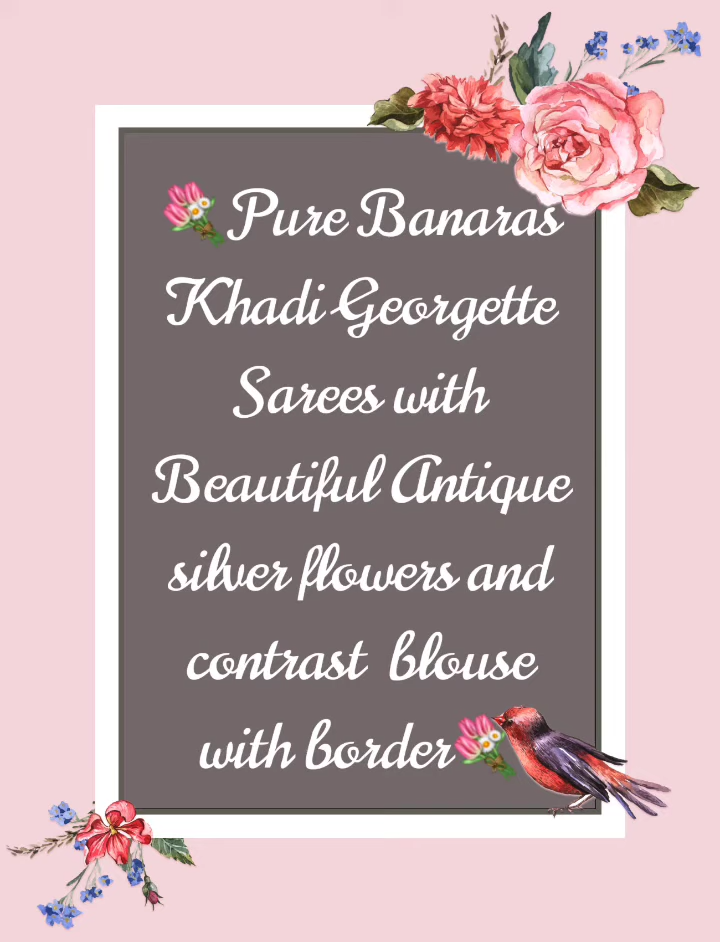 💐Pure Banaras
Khadi Georgette
Sarees with
Beautiful Antique
silver flowers and
contrast blouse
with border💐